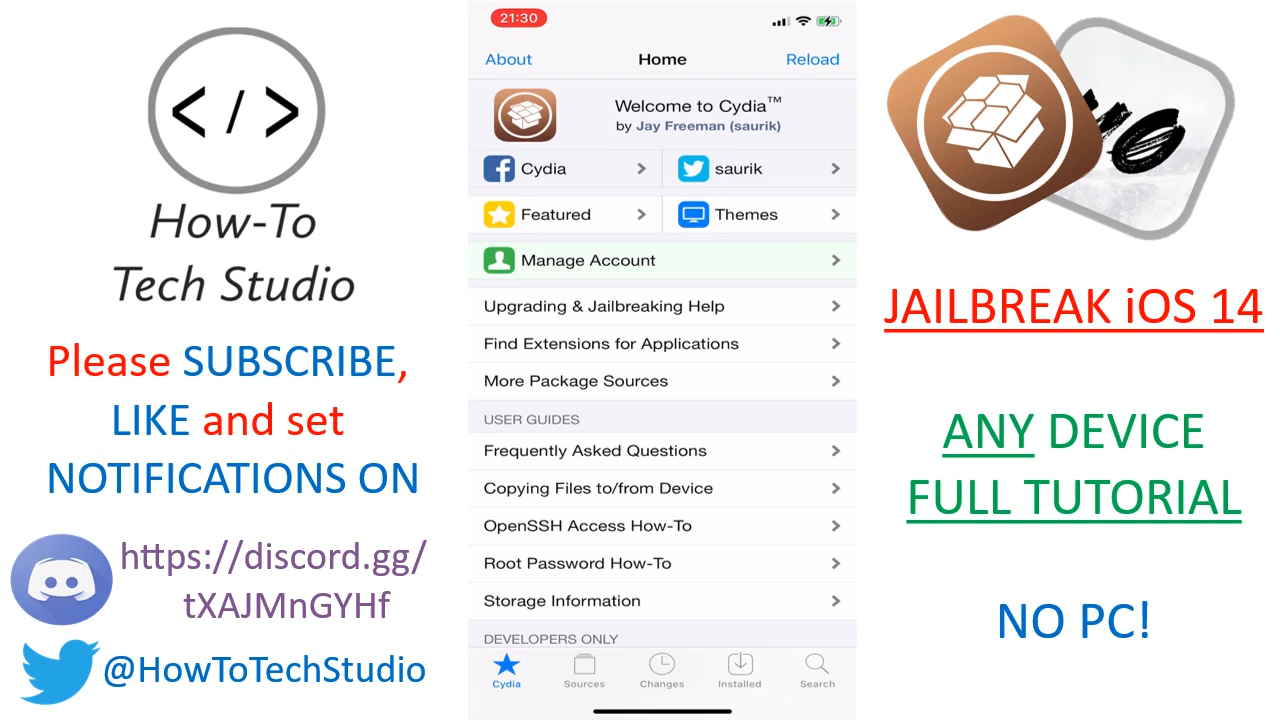 </>
How-To
Tech Studio
Please SUBSCRIBE,
LIKE and set
NOTIFICATIONS ON
https://discord.gg/
tXAJMnGYHf
@HowToTechStudio
21:30
About Home Reload
Welcome to Cydia™
by Jay Freeman (saurik)
Cydia saurik
Featured Themes
Manage Account
Upgrading & Jailbreaking Help
Find Extensions for Applications
More Package Sources
USER GUIDES
Frequently Asked Questions
Copying Files to/from Device
OpenSSH Access How-To
Root Password How-To
Storage Information
DEVELOPERS ONLY
Cydia Sources Changes Installed Search
JAILBREAK iOS 14
ANY DEVICE
FULL TUTORIAL
NO PC!